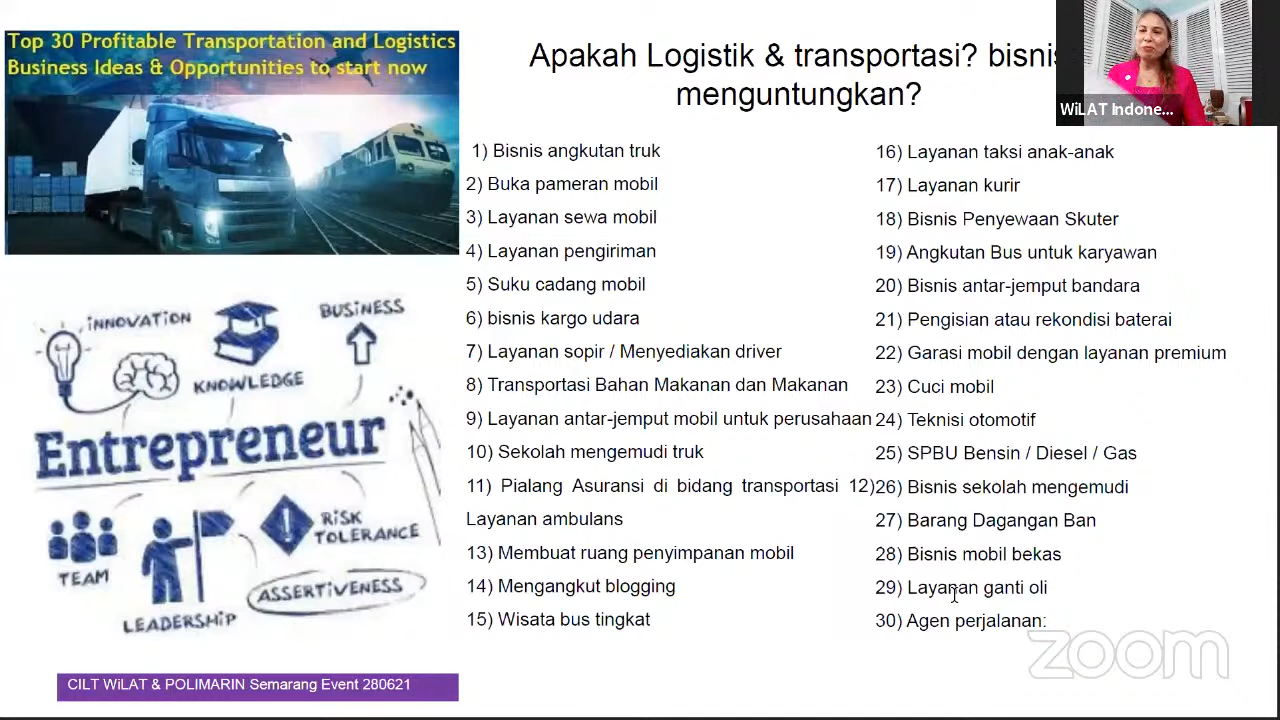 Top 30 Profitable Transportation and Logistics
Business Ideas & Opportunities to start now
Apakah Logistik & transportasi? bisnis
menguntungkan?
WiLAT Indone...
1) Bisnis angkutan truk
2) Buka pameran mobil
3) Layanan sewa mobil
4) Layanan pengiriman
5) Suku cadang mobil
6) bisnis kargo udara
7) Layanan sopir / Menyediakan driver
8) Transportasi Bahan Makanan dan Makanan
9) Layanan antar-jemput mobil untuk perusahaan
10) Sekolah mengemudi truk
11) Pialang Asuransi di bidang transportasi 12)
Layanan ambulans
13) Membuat ruang penyimpanan mobil
14) Mengangkut blogging
15) Wisata bus tingkat
16) Layanan taksi anak-anak
17) Layanan kurir
18) Bisnis Penyewaan Skuter
19) Angkutan Bus untuk karyawan
20) Bisnis antar-jemput bandara
21) Pengisian atau rekondisi baterai
22) Garasi mobil dengan layanan premium
23) Cuci mobil
24) Teknisi otomotif
25) SPBU Bensin / Diesel / Gas
26) Bisnis sekolah mengemudi
27) Barang Dagangan Ban
28) Bisnis mobil bekas
29) Layanan ganti oli
30) Agen perjalanan:
INNOVATION
KNOWLEDGE
BUSINESS
Entrepreneur
TEAM
LEADERSHIP
RISK
TOLERANCE
ASSERTIVENESS
CILT WiLAT & POLIMARIN Semarang Event 280621
zoom